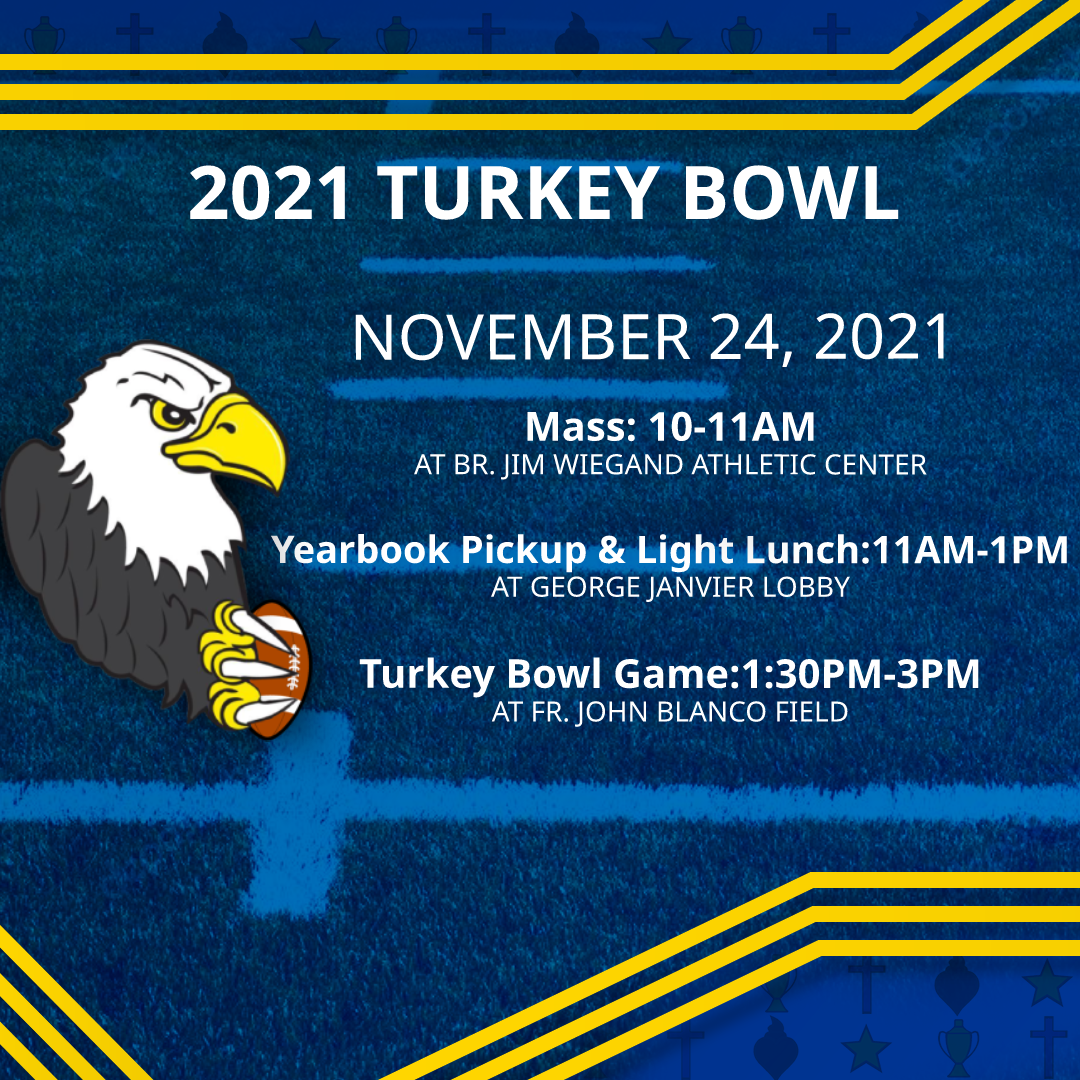 2021 TURKEY BOWL
NOVEMBER 24, 2021
Mass: 10-11AM
AT BR. JIM WIEGAND ATHLETIC CENTER
Yearbook Pickup & Light Lunch:11AM-1PM
AT GEORGE JANVIER LOBBY
Turkey Bowl Game:1:30PM-3PM
AT FR. JOHN BLANCO FIELD